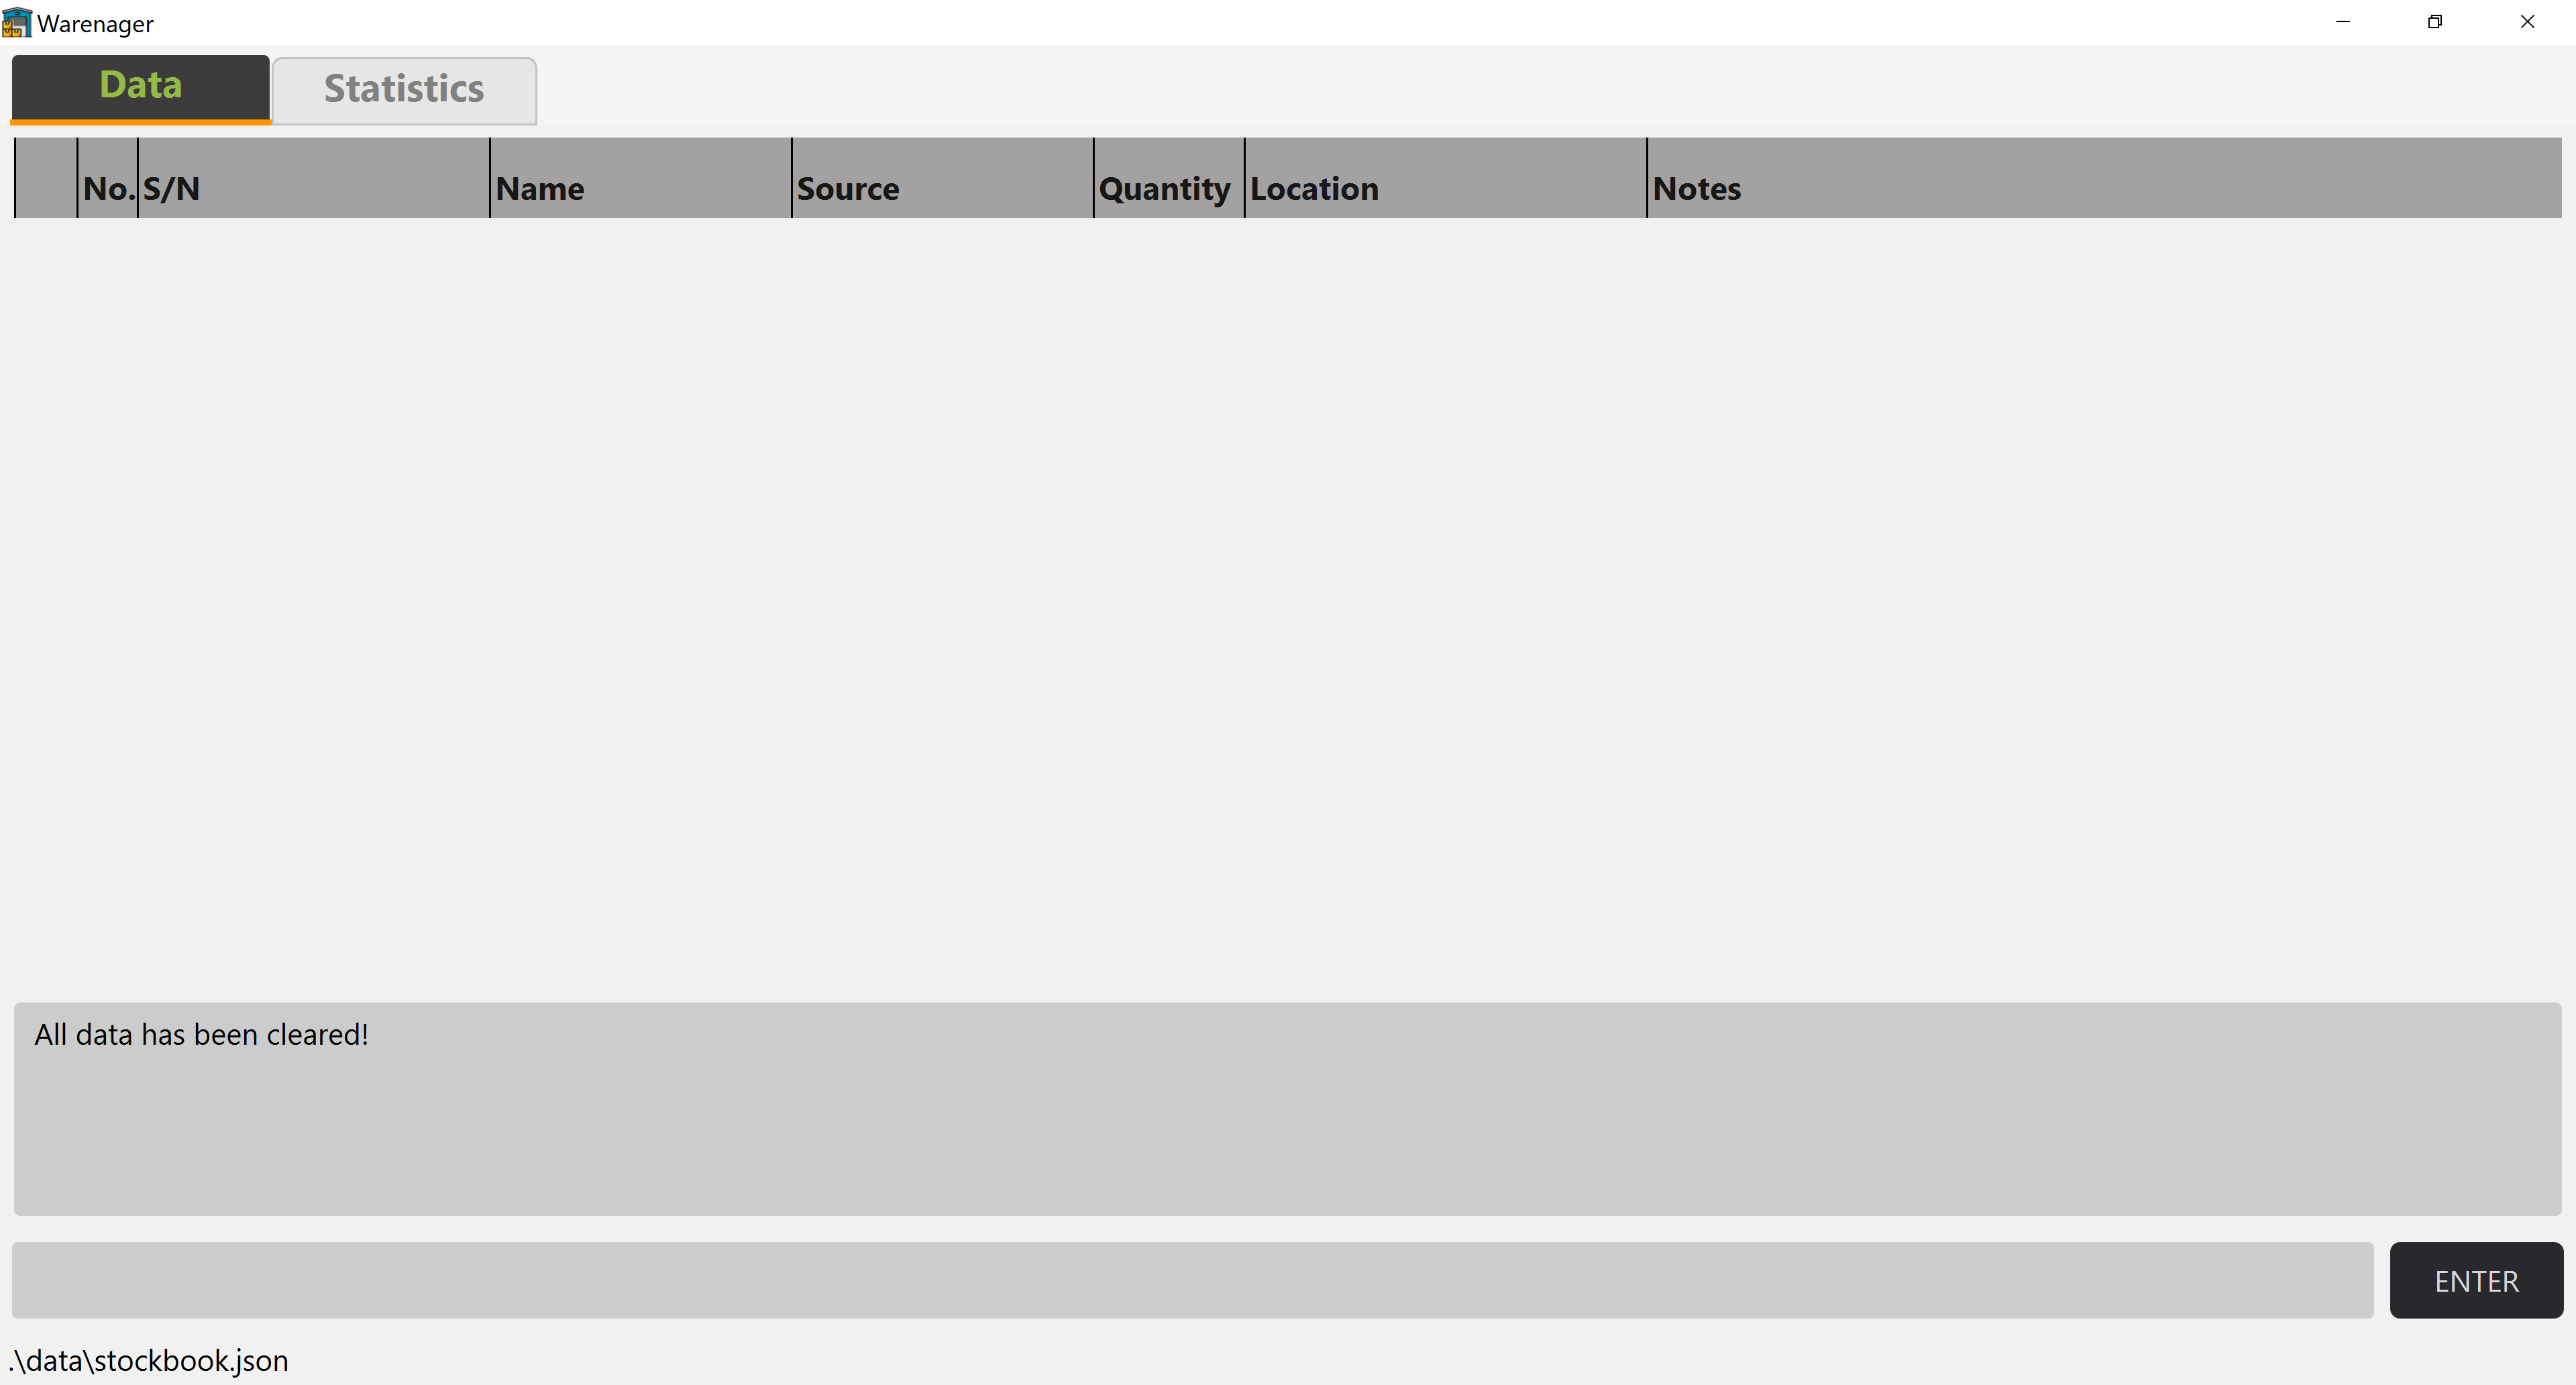 Warenager
Data Statistics
No. S/N Name Source Quantity Location Notes
All data has been cleared!
ENTER
.\data\stockbook.json